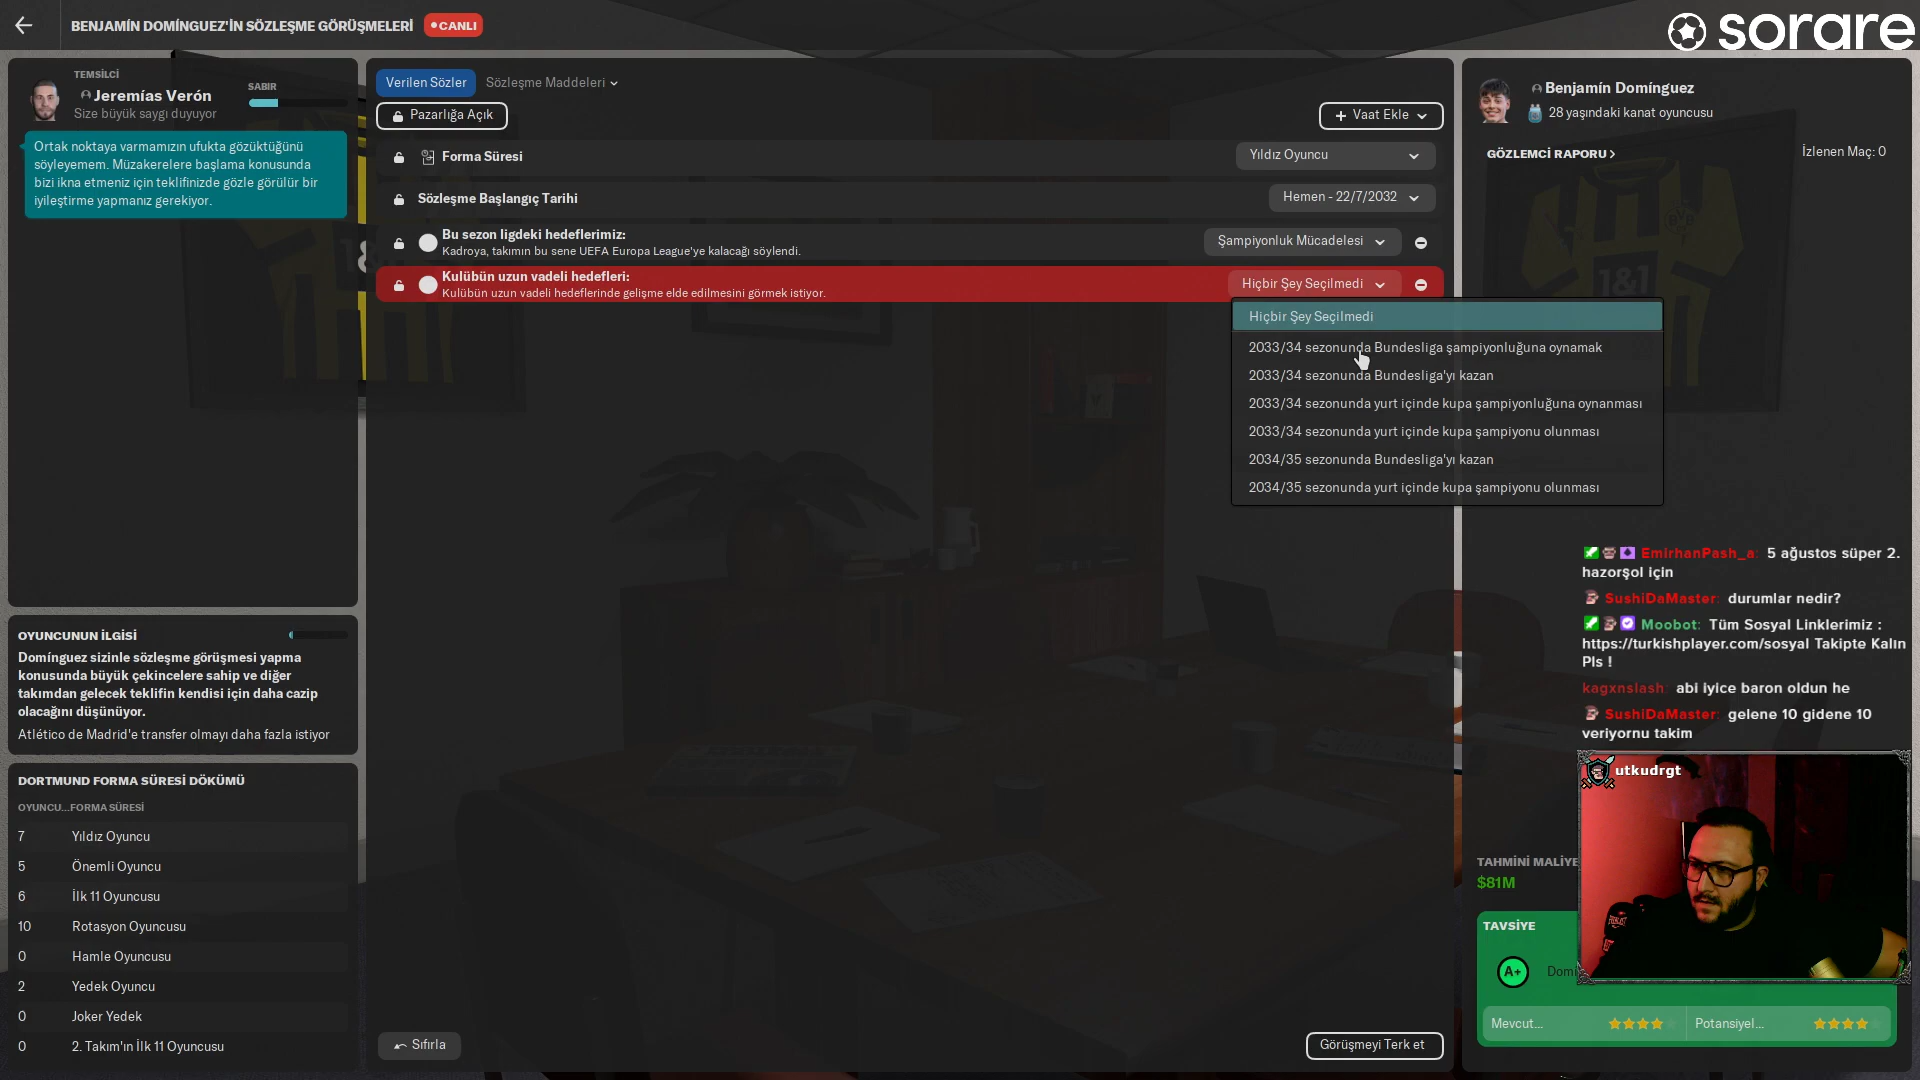 BENJAMÍN DOMÍNGUEZ'İN SÖZLEŞME GÖRÜŞMELERİ
CANLI
sorare
TEMSİLCİ
Jeremías Verón
Size büyük saygı duyuyor
SABIR
Ortak noktaya varmamızın ufukta gözüktüğünü
söyleyemem. Müzakerelere başlama konusunda
bizi ikna etmeniz için teklifinizde gözle görülür bir
iyileştirme yapmanız gerekiyor.
OYUNCUNUN İLGİSİ
Domínguez sizinle sözleşme görüşmesi yapma
konusunda büyük çekincelere sahip ve diğer
takımdan gelecek teklifin kendisi için daha cazip
olacağını düşünüyor.
Atlético de Madrid'e transfer olmayı daha fazla istiyor
DORTMUND FORMA SÜRESİ DÖKÜMÜ
OYUNCU...FORMA SÜRESİ
7 Yıldız Oyuncu
5 Önemli Oyuncu
6 İlk 11 Oyuncusu
10 Rotasyon Oyuncusu
0 Hamle Oyuncusu
2 Yedek Oyuncu
0 Joker Yedek
0 2. Takım'ın İlk 11 Oyuncusu
Verilen Sözler Sözleşme Maddeleri
Pazarlığa Açık
+ Vaat Ekle
Forma Süresi
Yıldız Oyuncu
Sözleşme Başlangıç Tarihi
Hemen - 22/7/2032
Bu sezon ligdeki hedeflerimiz:
Kadroya, takımın bu sene UEFA Europa League'ye kalacağı söylendi.
Şampiyonluk Mücadelesi
Kulübün uzun vadeli hedefleri:
Kulübün uzun vadeli hedeflerinde gelişme elde edilmesini görmek istiyor.
Hiçbir Şey Seçilmedi
Hiçbir Şey Seçilmedi
2033/34 sezonunda Bundesliga şampiyonluğuna oynamak
2033/34 sezonunda Bundesliga'yı kazan
2033/34 sezonunda yurt içinde kupa şampiyonluğuna oynanması
2033/34 sezonunda yurt içinde kupa şampiyonu olunması
2034/35 sezonunda Bundesliga'yı kazan
2034/35 sezonunda yurt içinde kupa şampiyonu olunması
Sıfırla
Görüşmeyi Terk et
Benjamín Domínguez
28 yaşındaki kanat oyuncusu
GÖZLEMCİ RAPORU
İzlenen Maç: 0
1&1
EmirhanPash_a: 5 ağustos süper 2.
hazorşol için
SushiDaMaster: durumlar nedir?
Moobot: Tüm Sosyal Linklerimiz :
https://turkishplayer.com/sosyal Takipte Kalın
Pls !
kagxnslash: abi iyice baron oldun he
SushiDaMaster: gelene 10 gidene 10
veriyornu takim
utkudrgt
TAHMİNİ MALİYE
$81M
TAVSİYE
A+
Domi
Mevcut...
Potansiyel...